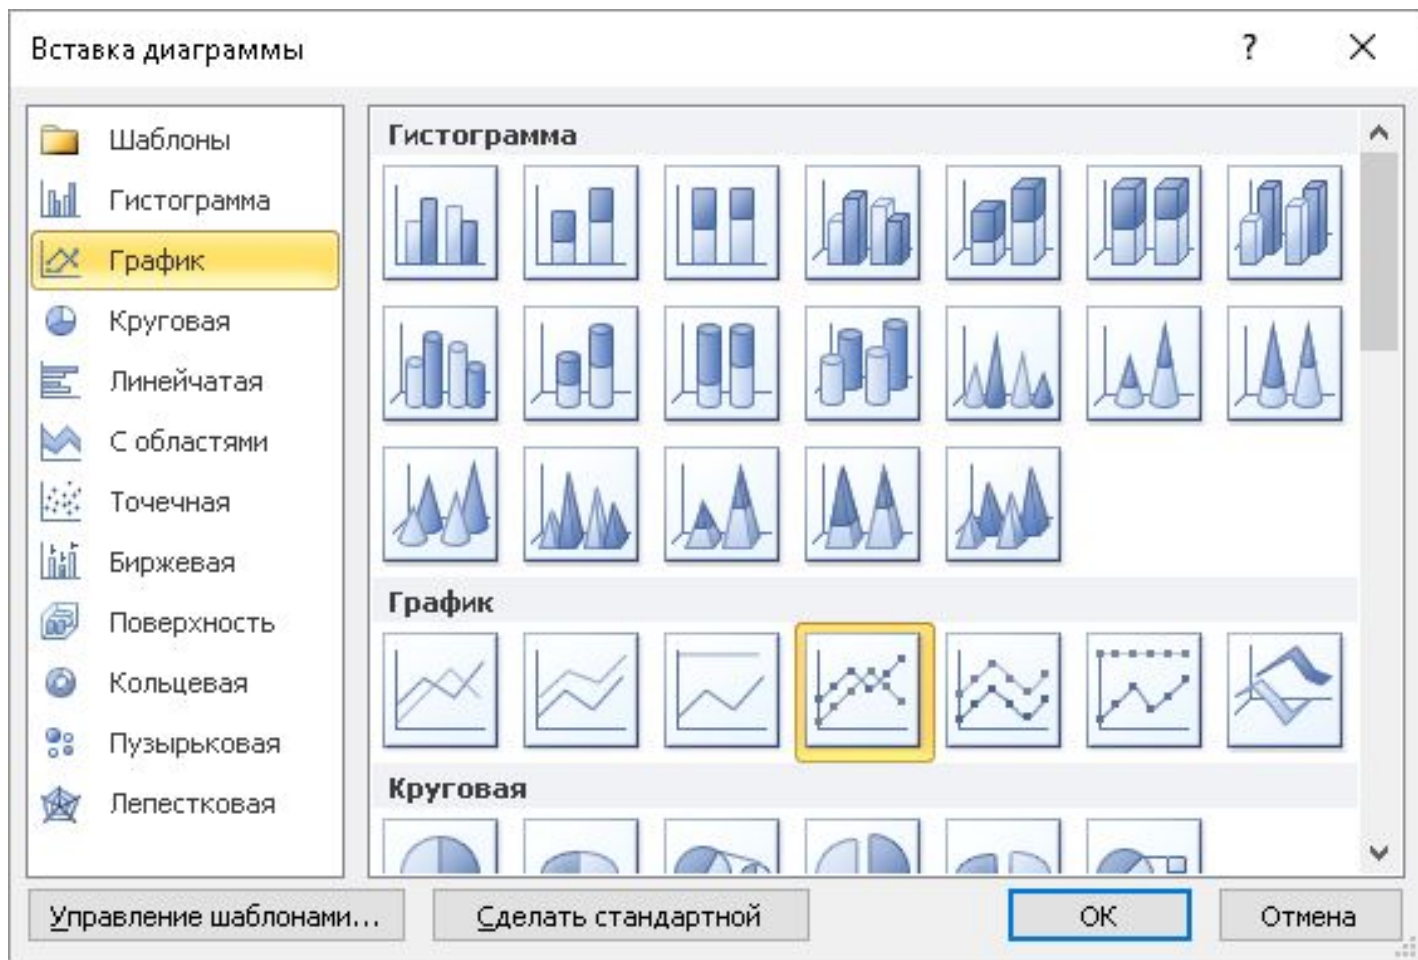 Вставка диаграммы
?
Шаблоны
Гистограмма
График
Круговая
Линейчатая
С областями
Точечная
Биржевая
Поверхность
Кольцевая
Пузырьковая
Лепестковая
Гистограмма
График
Круговая
Управление шаблонами...
Сделать стандартной
ОК
Отмена